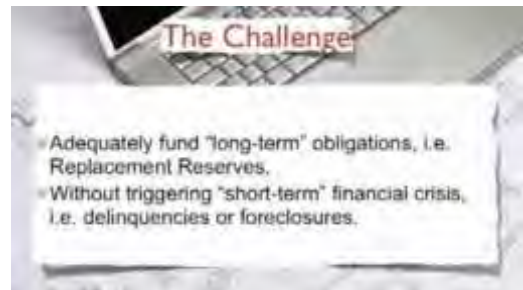 The Challenge
Adequately fund "long-term" obligations, i.e.
Replacement Reserves.
Without triggering "short-term" financial crisis,
i.e. delinquencies or foreclosures.